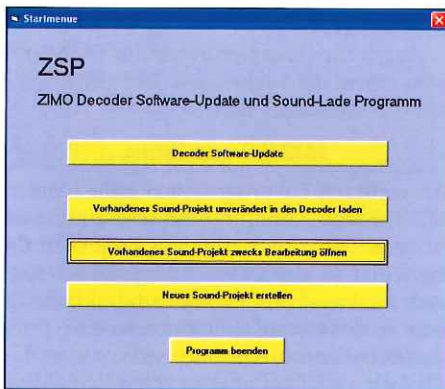 Startmenue
ZSP
ZIMO Decoder Software-Update und Sound-Lade Programm
Decoder Software-Update
Vorhandenes Sound-Projekt unverändert in den Decoder laden
Vorhandenes Sound-Projekt zwecks Bearbeitung öffnen
Neues Sound-Projekt erstellen
Programm beenden